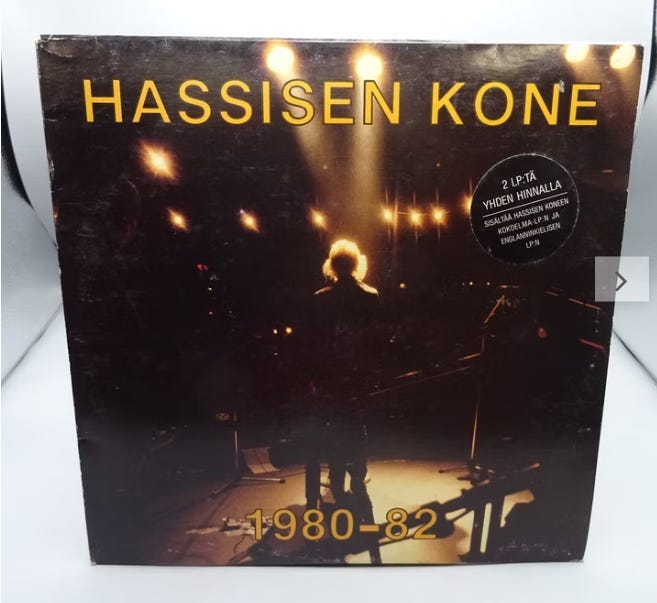 HASSISEN KONE
2 LP:TÄ
YHDEN HINNALLA
SISÄLTÄÄ HASSISEN KONEEN
KOKOELMA-LP:N JA
ENGLANNINKIELISEN
LP:N
1980-82